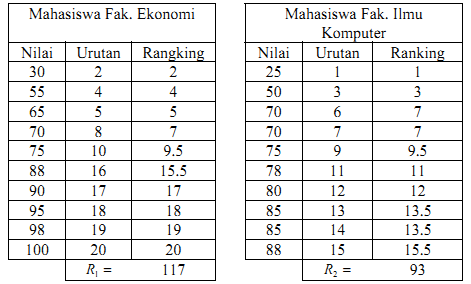 Mahasiswa Fak. Ekonomi
Nilai Urutan Rangking
30 2 2
55 4 4
65 5 5
70 8 7
75 10 9.5
88 16 15.5
90 17 17
95 18 18
98 19 19
100 20 20
R1 = 117
Mahasiswa Fak. Ilmu
Komputer
Nilai Urutan Ranking
25 1 1
50 3 3
70 6 7
70 7 7
75 9 9.5
78 11 11
80 12 12
85 13 13.5
85 14 13.5
88 15 15.5
R2 = 93